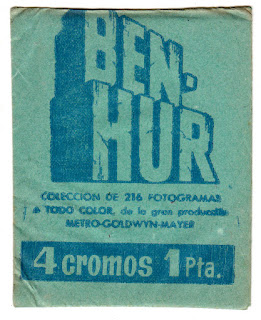 BEN-
HUR
COLECCION DE 216 FOTOGRAMAS
a TODO COLOR, de la gran producción
METRO-GOLDWYN-MAYER
4 cromos 1 Pta.